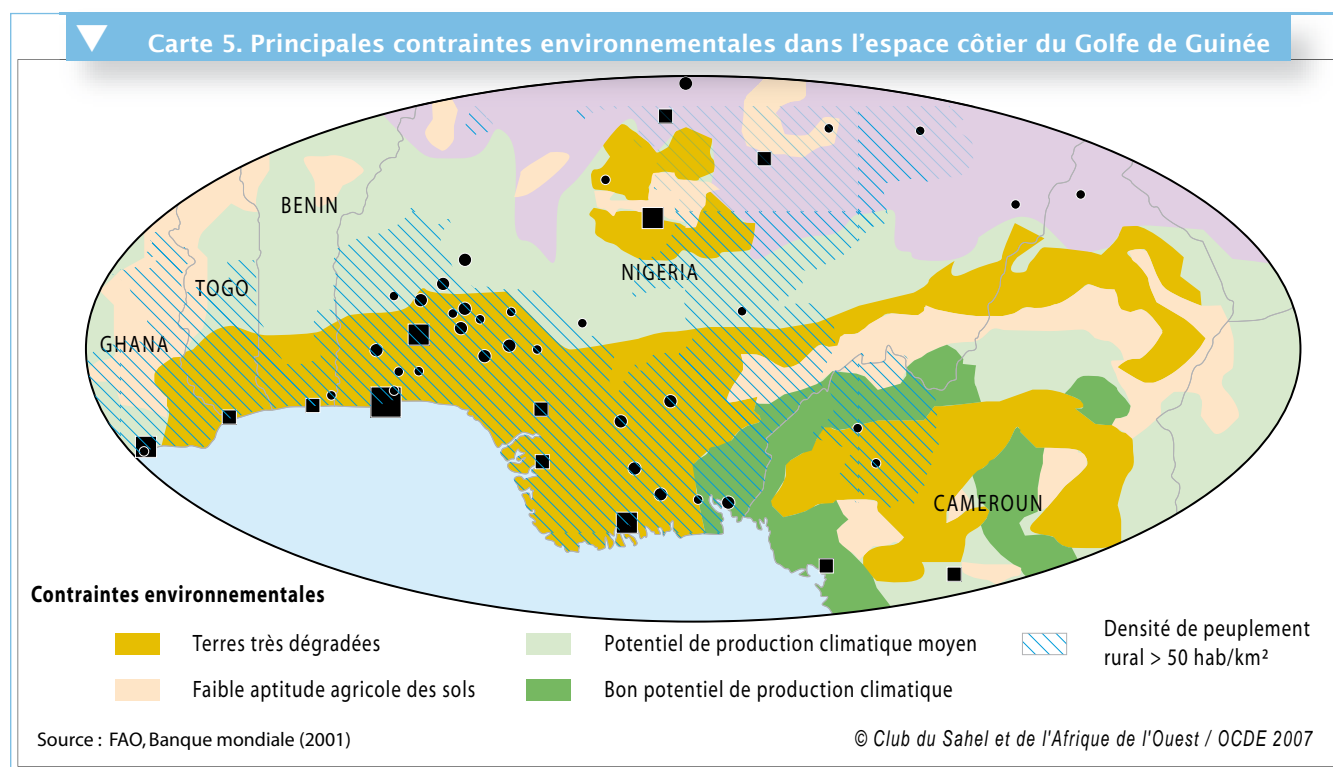 Carte 5. Principales contraintes environnementales dans l'espace côtier du Golfe de Guinée
BENIN
TOGO
NIGERIA
GHANA
CAMEROUN
Contraintes environnementales
Terres très dégradées
Potentiel de production climatique moyen
Densité de peuplement
rural > 50 hab/km²
Faible aptitude agricole des sols
Bon potentiel de production climatique
Source : FAO, Banque mondiale (2001)
© Club du Sahel et de l'Afrique de l'Ouest / OCDE 2007